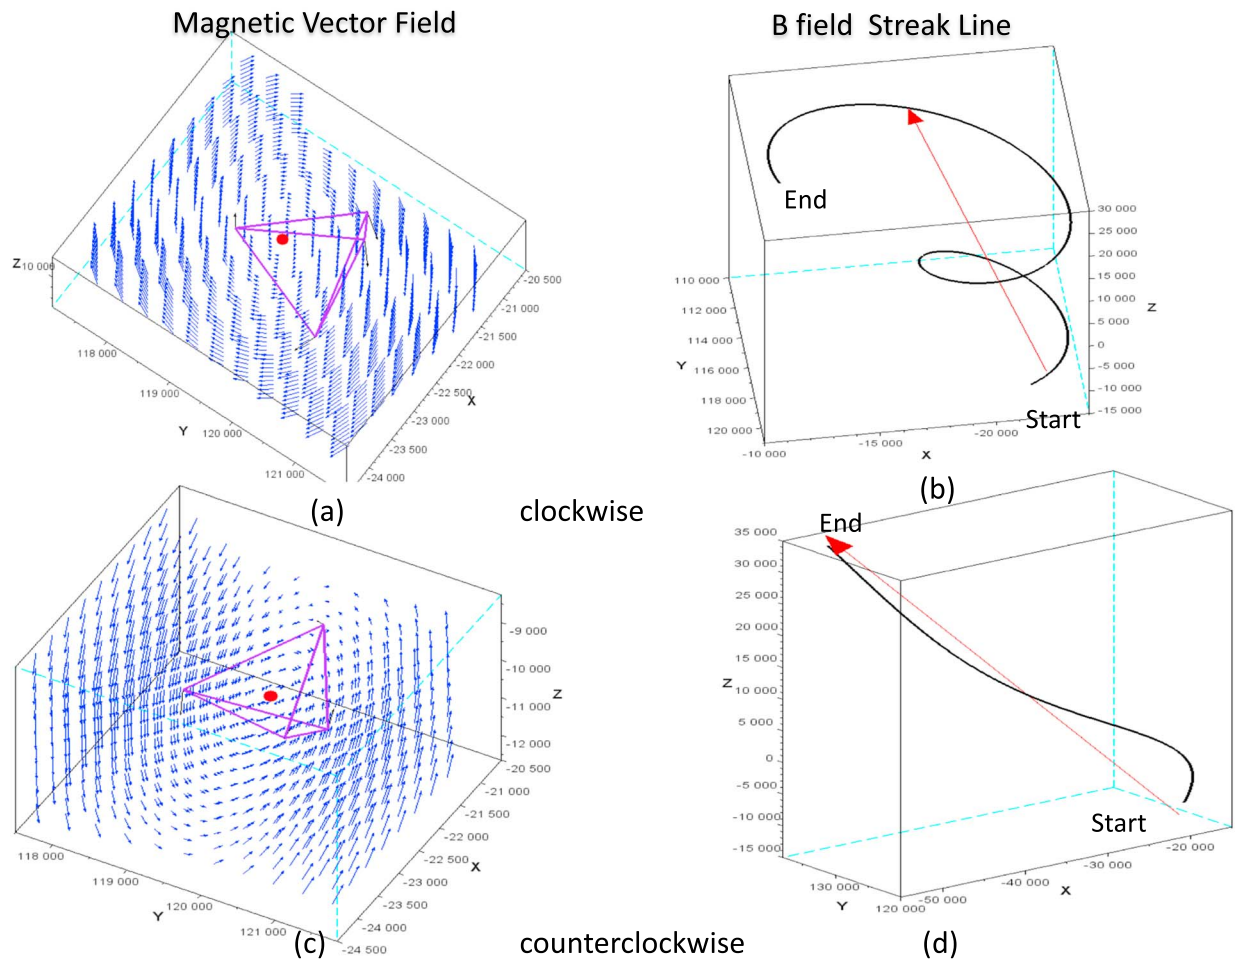 Magnetic Vector Field
B field Streak Line
Z
10 000
118 000
119 000
Y
120 000
121 000
-20 500
-21 000
-21 500
-22 000
-22 500
X
-23 000
-23 500
-24 000
End
Start
110 000
112 000
114 000
Y
116 000
118 000
120 000
-10 000
-15 000
-20 000
x
30 000
25 000
20 000
15 000
10 000
Z
5 000
0
-5 000
-10 000
-15 000
(a)
clockwise
(b)
-9 000
-10 000
Z
-11 000
-12 000
-20 500
-21 500
-22 000
X
-22 500
-23 000
-24 000
-24 500
118 000
119 000
Y
120 000
121 000
End
Start
35 000
30 000
25 000
20 000
Z
15 000
10 000
5 000
0
-5 000
-10 000
-15 000
130 000
Y
120 000
-50 000
-40 000
x
-30 000
-20 000
(c)
counterclockwise
(d)